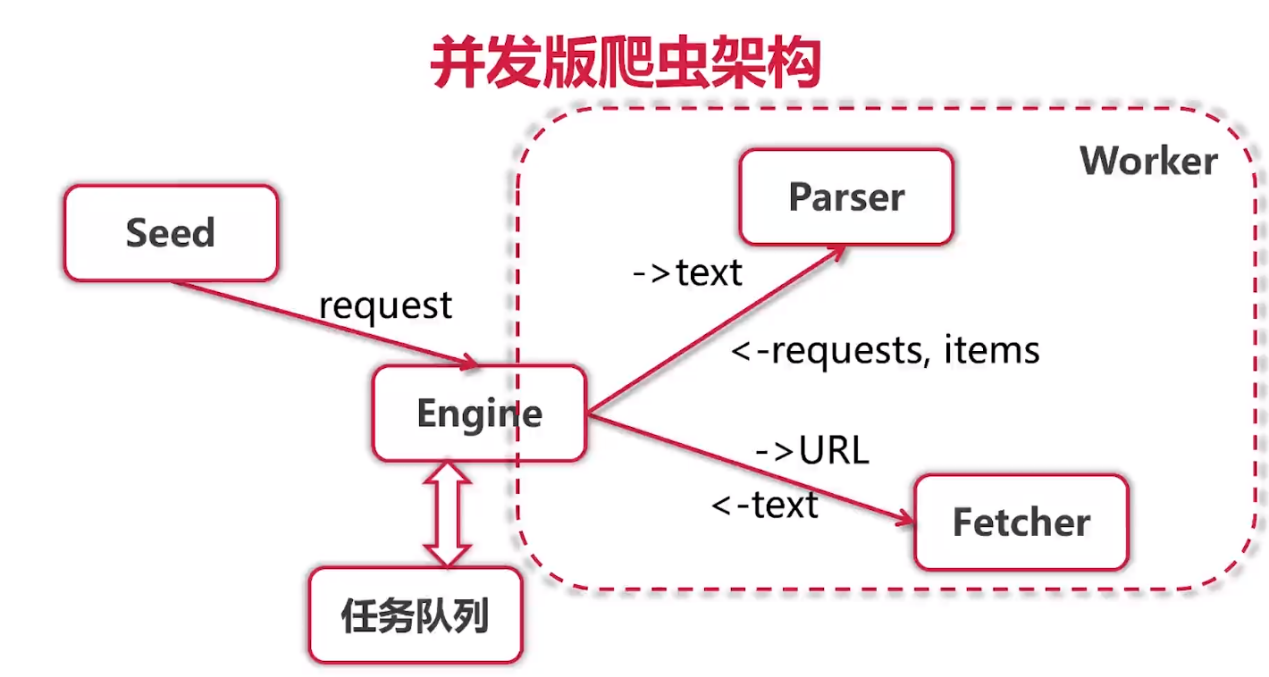 并发版爬虫架构
Worker
Parser
Seed
->text
request
<-requests, items
Engine
->URL
<-text
Fetcher
任务队列